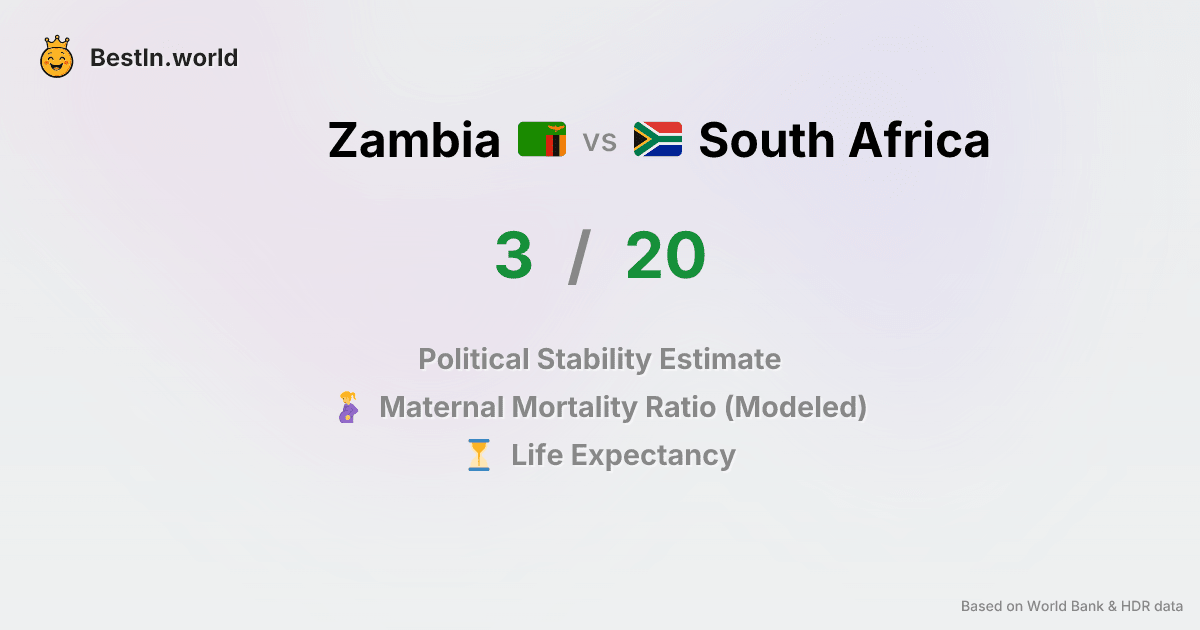 BestIn.world
Zambia vs South Africa
3 / 20
Political Stability Estimate
Maternal Mortality Ratio (Modeled)
Life Expectancy
Based on World Bank & HDR data